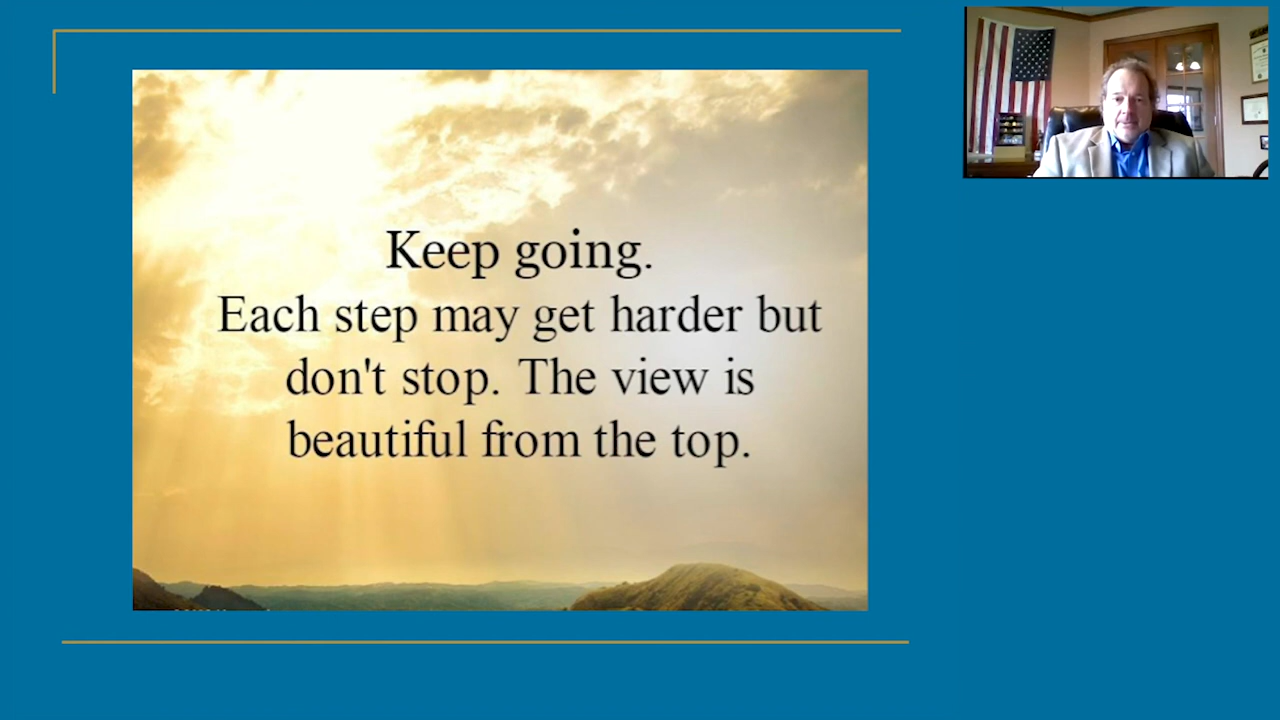 Keep going.
Each step may get harder but
don't stop. The view is
beautiful from the top.